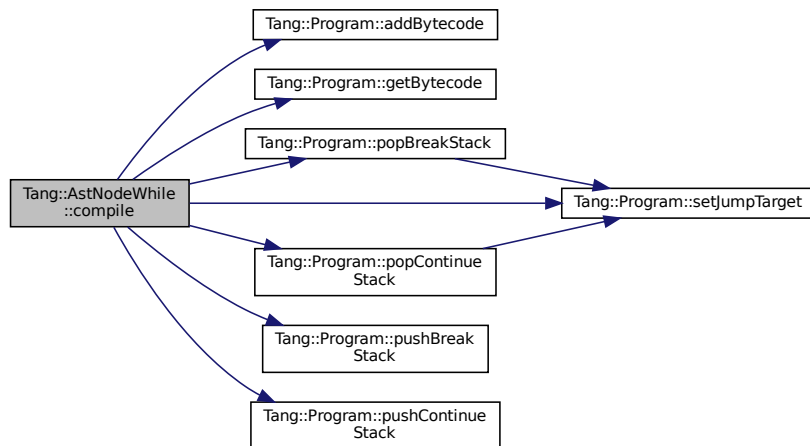 Tang::Program::addBytecode
Tang::Program::getBytecode
Tang::Program::popBreakStack
Tang::AstNodeWhile
::compile
Tang::Program::setJumpTarget
Tang::Program::popContinue
Stack
Tang::Program::pushBreak
Stack
Tang::Program::pushContinue
Stack